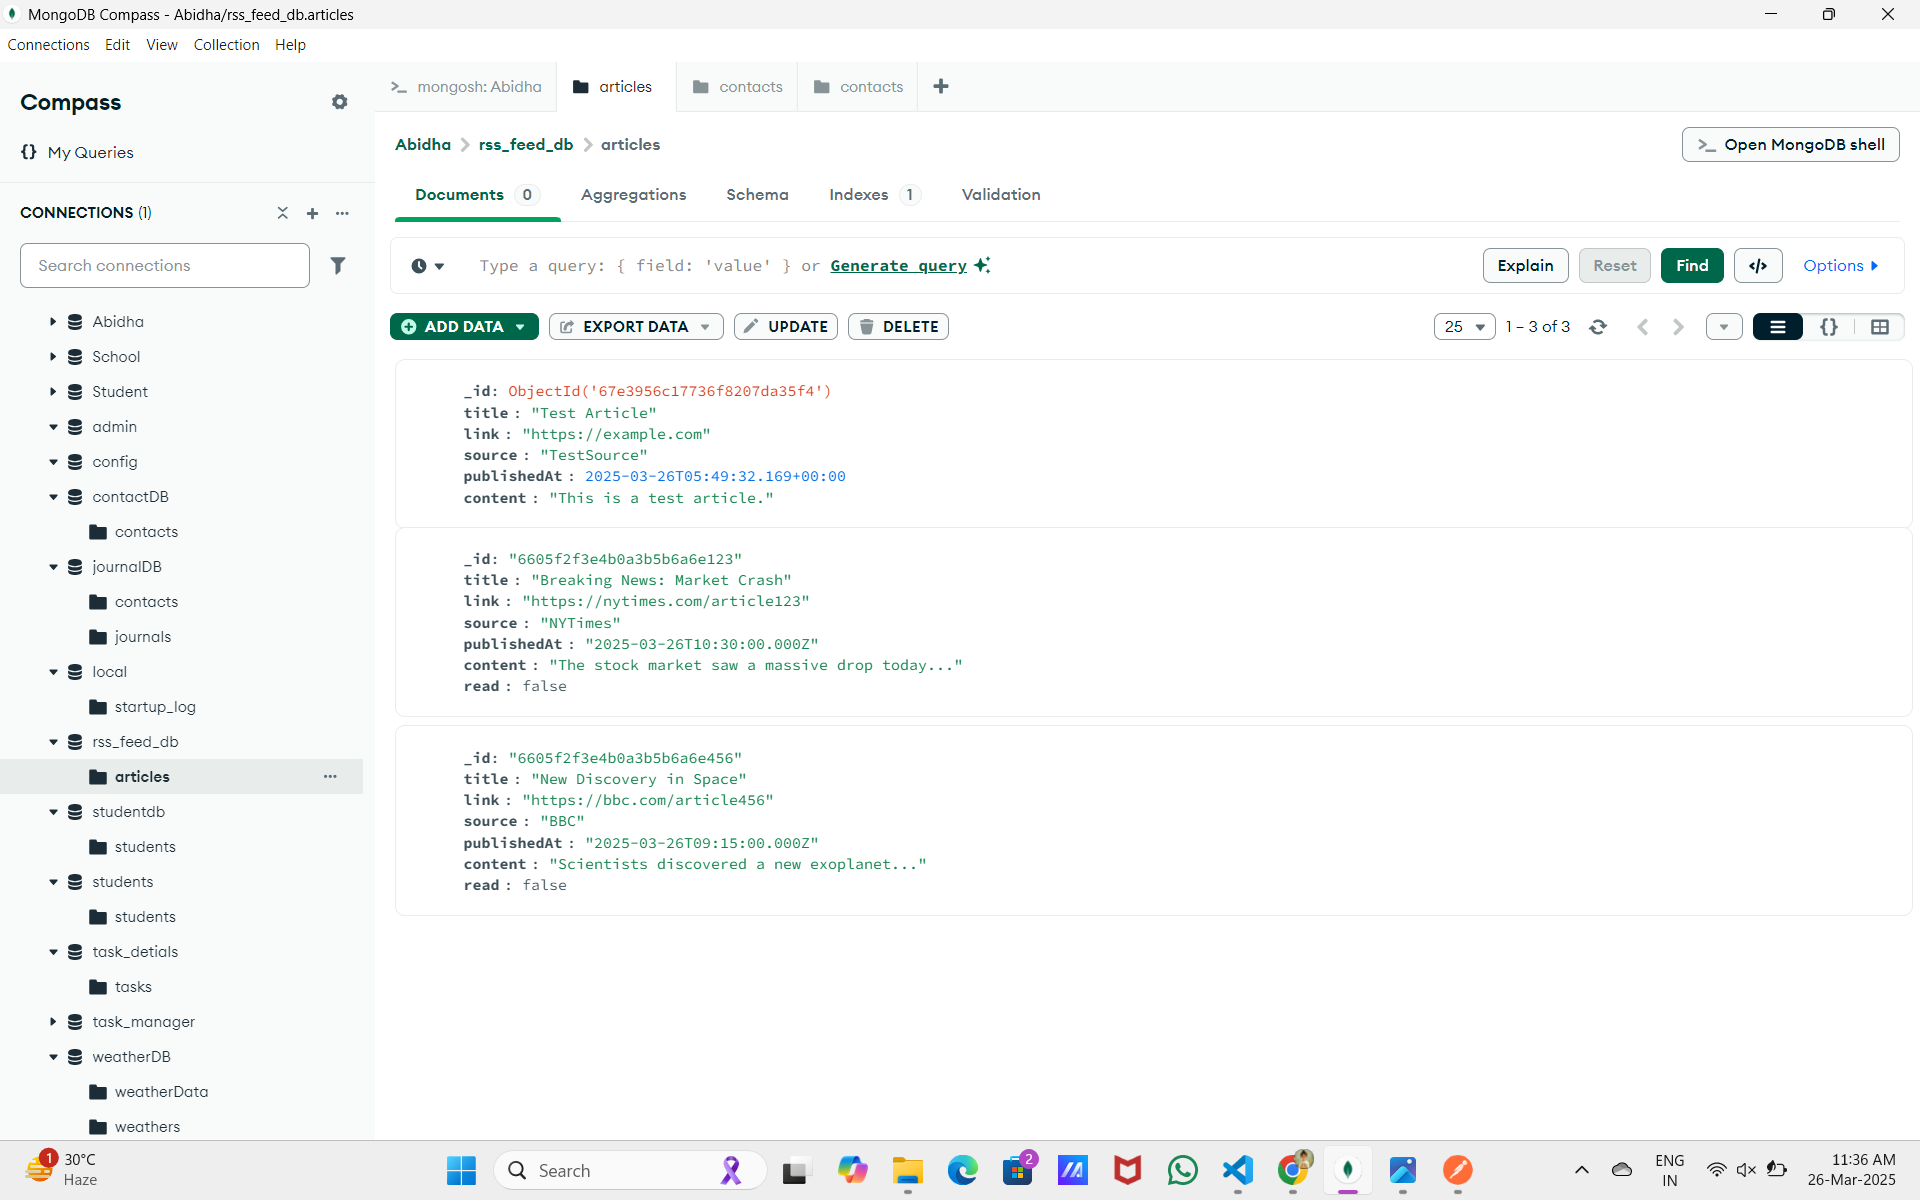 MongoDB Compass - Abidha/rss_feed_db.articles
Connections Edit View Collection Help
Compass
{} My Queries
CONNECTIONS (1)
Search connections
Abidha
School
Student
admin
config
contactDB
contacts
journalDB
contacts
journals
local
startup_log
rss_feed_db
articles
studentdb
students
students
students
task_detials
tasks
task_manager
weatherDB
weatherData
weathers
>_ mongosh: Abidha articles contacts contacts
Abidha > rss_feed_db > articles
>_ Open MongoDB shell
Documents 0 Aggregations Schema Indexes 1 Validation
Type a query: { field: 'value' } or Generate query
Explain Reset Find </> Options
ADD DATA EXPORT DATA UPDATE DELETE
25 1 – 3 of 3 {}
_id: ObjectId('67e3956c17736f8207da35f4')
title : "Test Article"
link : "https://example.com"
source : "TestSource"
publishedAt : 2025-03-26T05:49:32.169+00:00
content : "This is a test article."
_id: "6605f2f3e4b0a3b5b6a6e123"
title : "Breaking News: Market Crash"
link : "https://nytimes.com/article123"
source : "NYTimes"
publishedAt : "2025-03-26T10:30:00.000Z"
content : "The stock market saw a massive drop today..."
read : false
_id: "6605f2f3e4b0a3b5b6a6e456"
title : "New Discovery in Space"
link : "https://bbc.com/article456"
source : "BBC"
publishedAt : "2025-03-26T09:15:00.000Z"
content : "Scientists discovered a new exoplanet..."
read : false
1
30°C
Haze
Search
2
ENG
IN
11:36 AM
26-Mar-2025